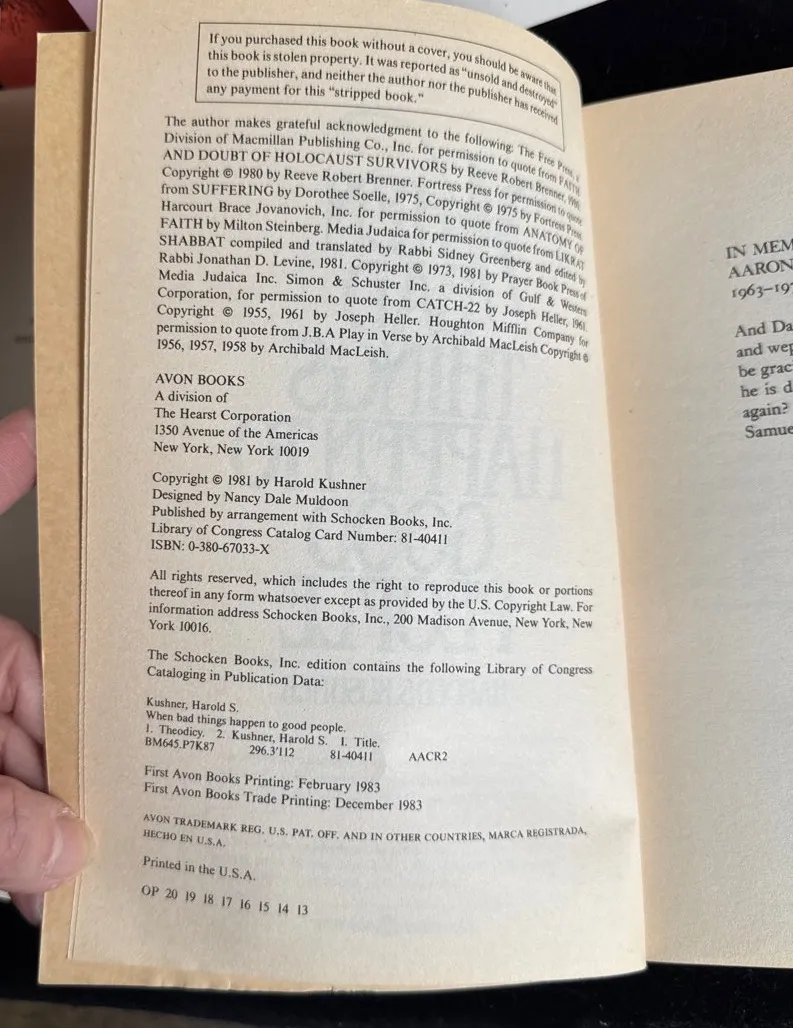 If you purchased this book without a cover, you should be aware that
this book is stolen property. It was reported as "unsold and destroyed"
to the publisher, and neither the author nor the publisher has received
any payment for this "stripped book."
The author makes grateful acknowledgment to the following: The Free Press, a
Division of Macmillan Publishing Co., Inc. for permission to quote from FAITH
AND DOUBT OF HOLOCAUST SURVIVORS by Reeve Robert Brenner, 1980,
Copyright © 1980 by Reeve Robert Brenner. Fortress Press for permission to quote
from SUFFERING by Dorothee Soelle, 1975, Copyright © 1975 by Fortress Press.
Harcourt Brace Jovanovich, Inc. for permission to quote from ANATOMY OF
FAITH by Milton Steinberg. Media Judaica for permission to quote from LIKRAT
SHABBAT compiled and translated by Rabbi Sidney Greenberg and edited by
Rabbi Jonathan D. Levine, 1981. Copyright © 1973, 1981 by Prayer Book Press of
Media Judaica Inc. Simon & Schuster Inc. a division of Gulf & Western
Corporation, for permission to quote from CATCH-22 by Joseph Heller, 1961,
Copyright © 1955, 1961 by Joseph Heller. Houghton Mifflin Company for
permission to quote from J.B.A Play in Verse by Archibald MacLeish Copyright ©
1956, 1957, 1958 by Archibald MacLeish.
AVON BOOKS
A division of
The Hearst Corporation
1350 Avenue of the Americas
New York, New York 10019
Copyright © 1981 by Harold Kushner
Designed by Nancy Dale Muldoon
Published by arrangement with Schocken Books, Inc.
Library of Congress Catalog Card Number: 81-40411
ISBN: 0-380-67033-X
All rights reserved, which includes the right to reproduce this book or portions
thereof in any form whatsoever except as provided by the U.S. Copyright Law. For
information address Schocken Books, Inc., 200 Madison Avenue, New York, New
York 10016.
The Schocken Books, Inc. edition contains the following Library of Congress
Cataloging in Publication Data:
Kushner, Harold S.
When bad things happen to good people.
1. Theodicy. 2. Kushner, Harold S. I. Title.
BM645.P7K87 296.3'112 81-40411 AACR2
First Avon Books Printing: February 1983
First Avon Books Trade Printing: December 1983
AVON TRADEMARK REG. U.S. PAT. OFF. AND IN OTHER COUNTRIES, MARCA REGISTRADA,
HECHO EN U.S.A.
Printed in the U.S.A.
OP 20 19 18 17 16 15 14 13
IN MEM
AARON
1963–197
And Da
and wep
be grac
he is d
again?
Samue